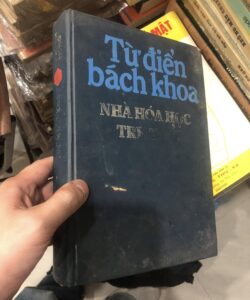 Từ điển
bách khoa
NHÀ HÓA HỌC